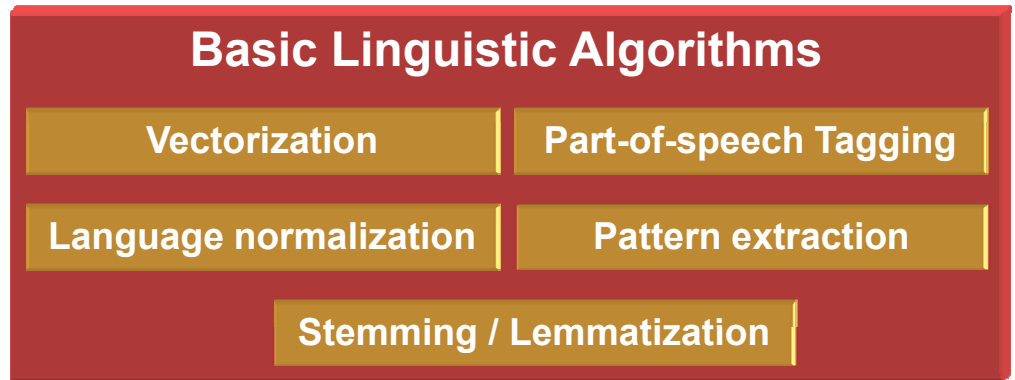 Basic Linguistic Algorithms
Vectorization
Part-of-speech Tagging
Language normalization
Pattern extraction
Stemming / Lemmatization